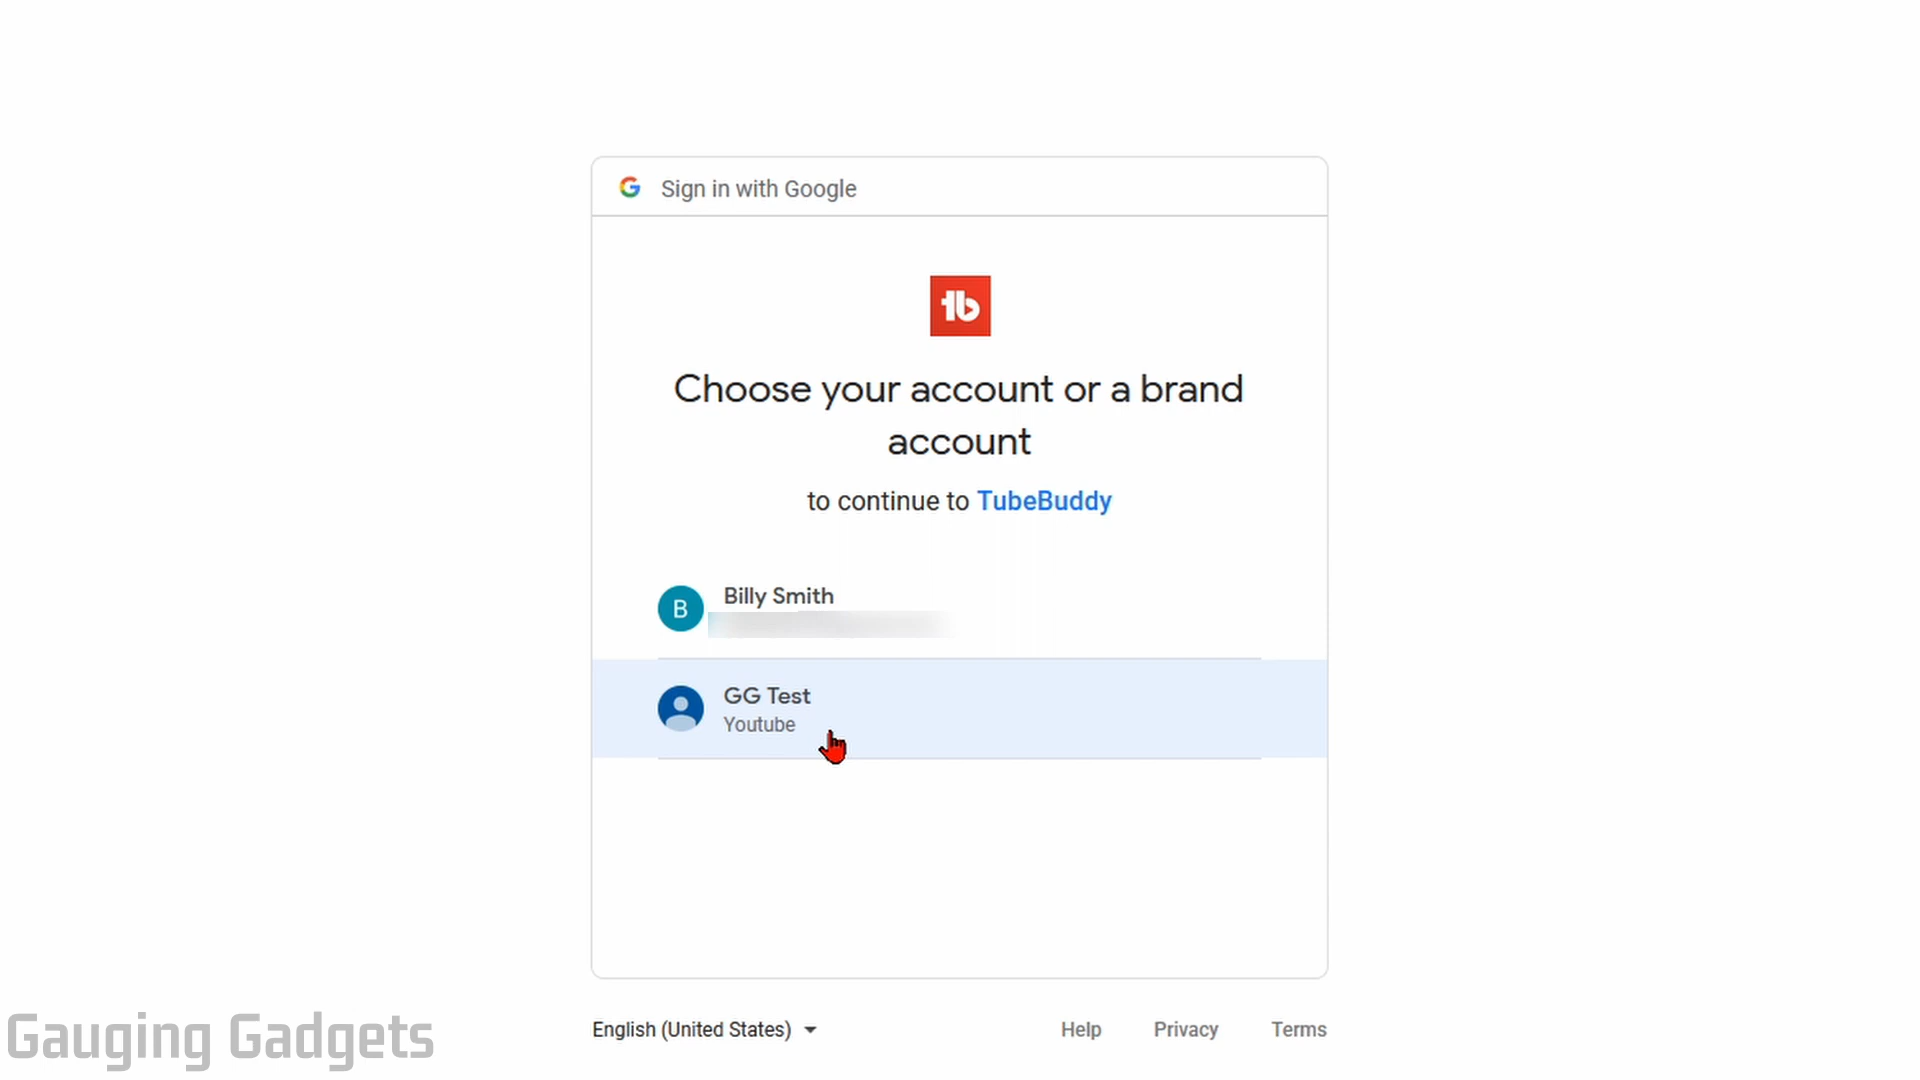 Sign in with Google
tb
Choose your account or a brand
account
to continue to TubeBuddy
B
Billy Smith
GG Test
Youtube
English (United States)
Help
Privacy
Terms
Gauging Gadgets